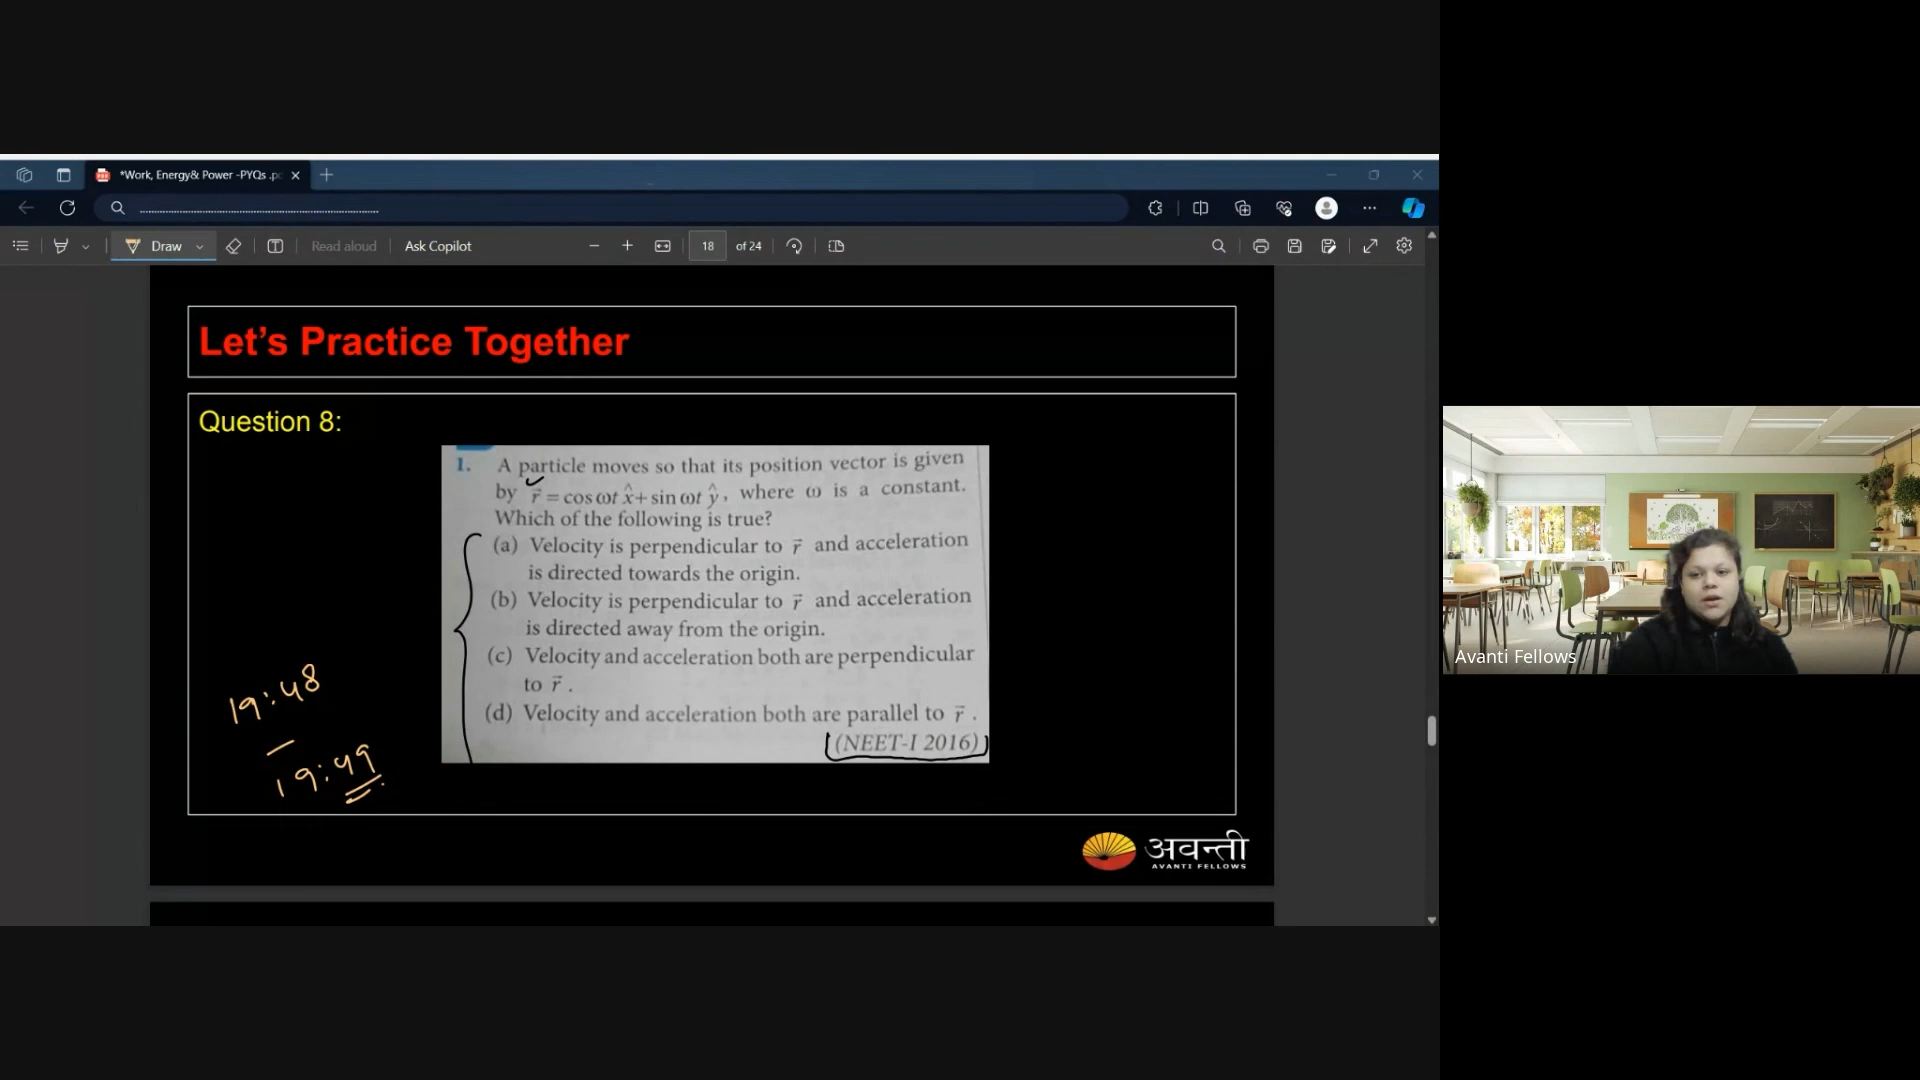 *Work, Energy& Power -PYQs .p
Draw
Read aloud
Ask Copilot
18
of 24
Let's Practice Together
Question 8:
1. A particle moves so that its position vector is given
by r⃗ = cos ωt x̂ + sin ωt ŷ, where ω is a constant.
Which of the following is true?
(a) Velocity is perpendicular to r⃗ and acceleration
is directed towards the origin.
(b) Velocity is perpendicular to r⃗ and acceleration
is directed away from the origin.
(c) Velocity and acceleration both are perpendicular
to r⃗ .
(d) Velocity and acceleration both are parallel to r⃗ .
(NEET-I 2016)
19:48
–
19:49
अवन्ती
AVANTI FELLOWS
Avanti Fellows